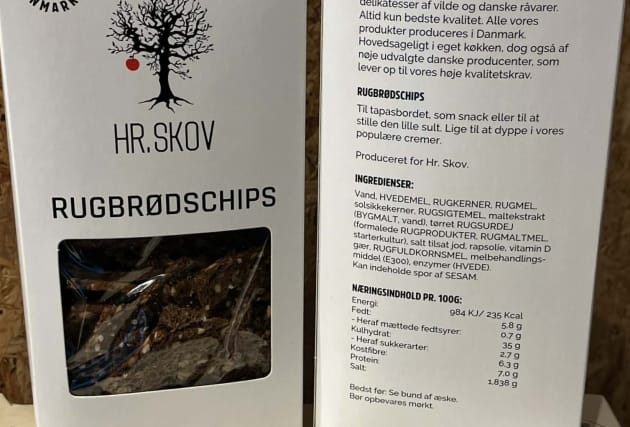 NMARK
HR.SKOV
RUGBRØDSCHIPS
delikatesser af vilde og danske råvarer.
Altid kun bedste kvalitet. Alle vores
produkter produceres i Danmark.
Hovedsageligt i eget køkken, dog også af
nøje udvalgte danske producenter, som
lever op til vores høje kvalitetskrav.
RUGBRØDSCHIPS
Til tapasbordet, som snack eller til at
stille den lille sult. Lige til at dyppe i vores
populære cremer.
Produceret for Hr. Skov.
INGREDIENSER:
Vand, HVEDEMEL, RUGKERNER, RUGMEL,
solsikkekerner, RUGSIGTEMEL, maltekstrakt
(BYGMALT, vand), tørret RUGSURDEJ
(formalede RUGPRODUKTER, RUGMALTMEL,
starterkultur), salt tilsat jod, rapsolie, vitamin D
gær, RUGFULDKORNSMEL, melbehandlings-
middel (E300), enzymer (HVEDE).
Kan indeholde spor af SESAM.
NÆRINGSINDHOLD PR. 100G:
Energi: 984 KJ/ 235 Kcal
Fedt: 5,8 g
- Heraf mættede fedtsyrer: 0,7 g
Kulhydrat: 35 g
- Heraf sukkerarter: 2,7 g
Kostfibre: 6,3 g
Protein: 7,0 g
Salt: 1,838 g
Bedst før: Se bund af æske.
Bør opbevares mørkt.